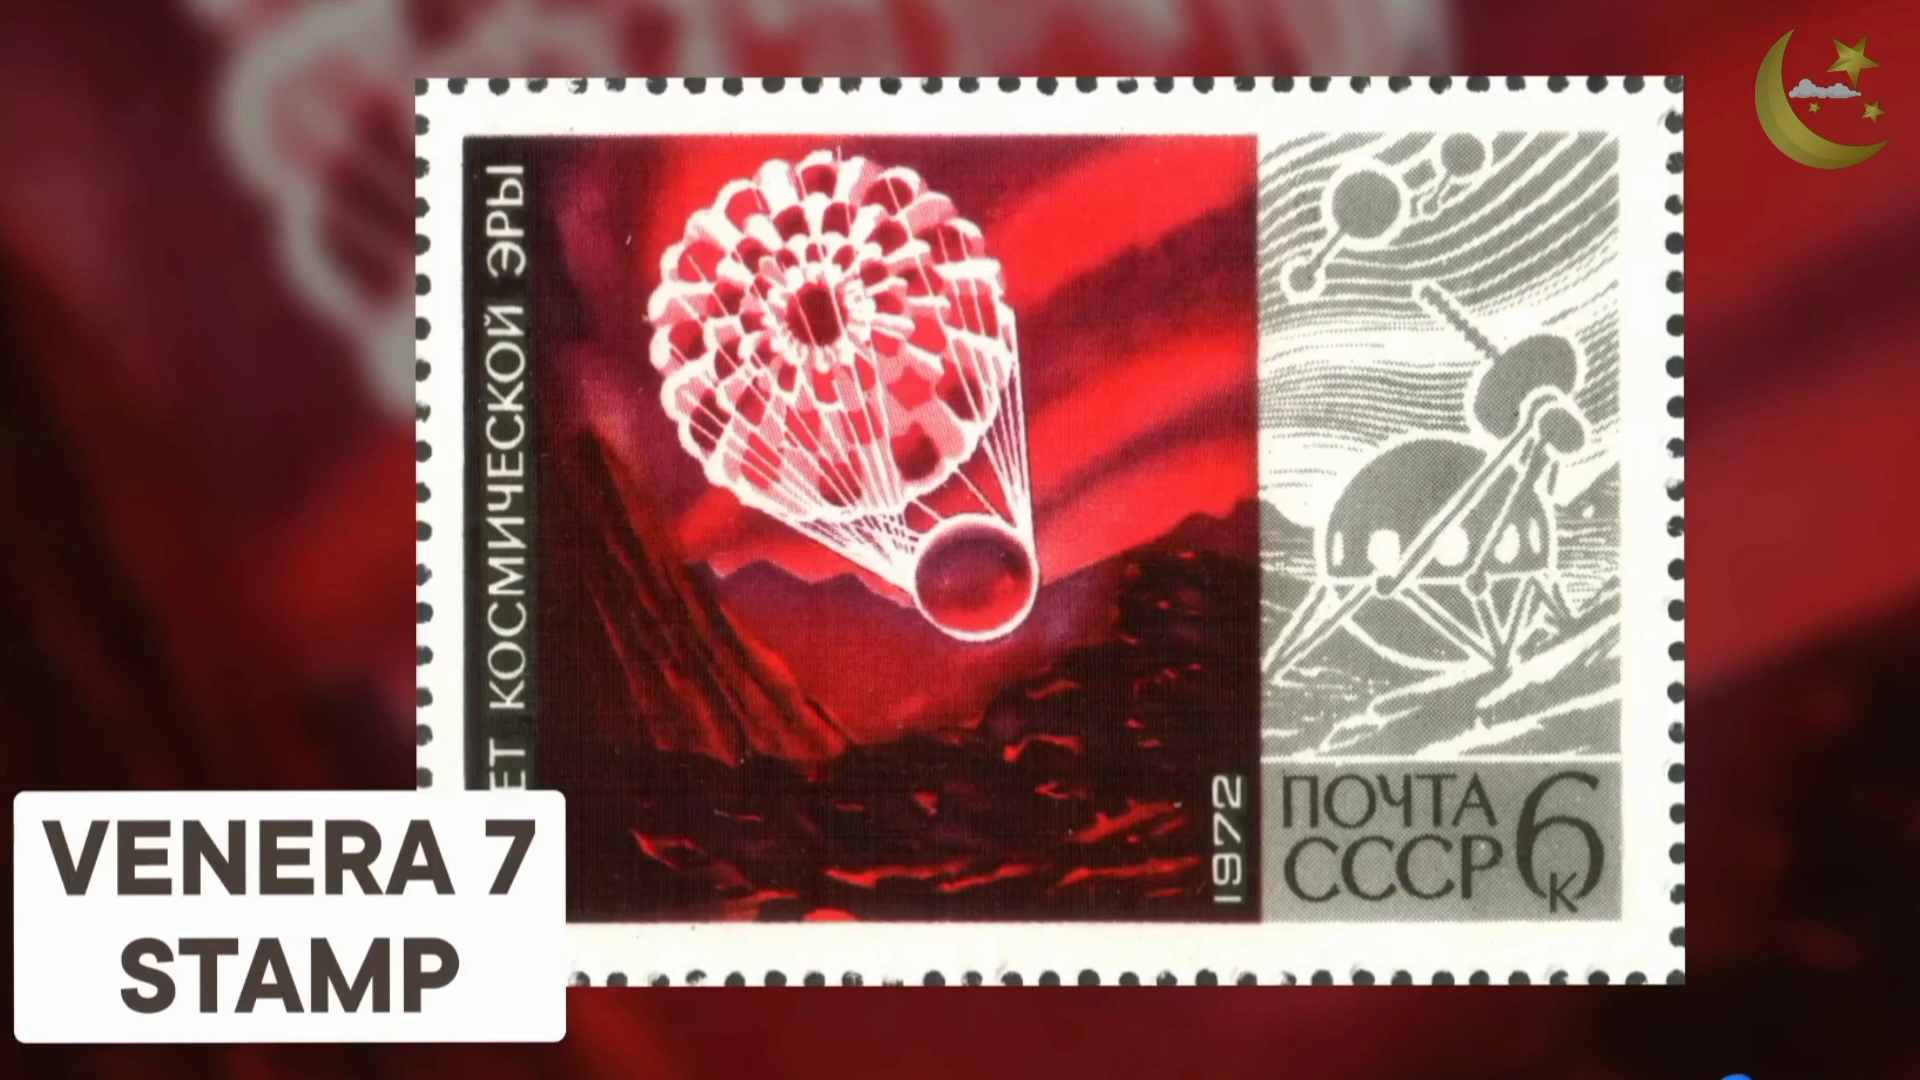 ЕТ КОСМИЧЕСКОЙ ЭРЫ
1972
ПОЧТА
СССР 6
к
VENERA 7
STAMP